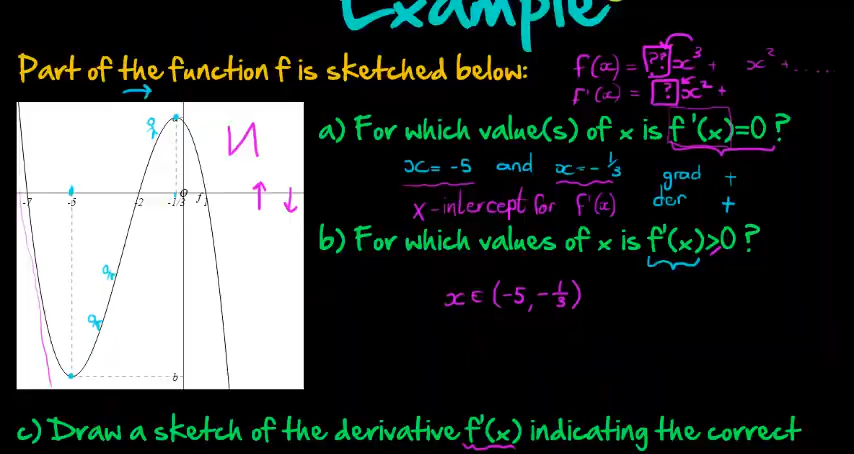 Example
Part of the function f is sketched below:
f(x) = ?? x³ + x² + .....
f'(x) = ? x² +
a) For which value(s) of x is f'(x)=0?
x = -5 and x = -1/3
grad +
x-intercept for f'(x)
der +
b) For which values of x is f'(x)>0?
x ∈ (-5, -1/3)
a
-7 -5 -2 -1/3 O f 1
b
c) Draw a sketch of the derivative f'(x) indicating the correct